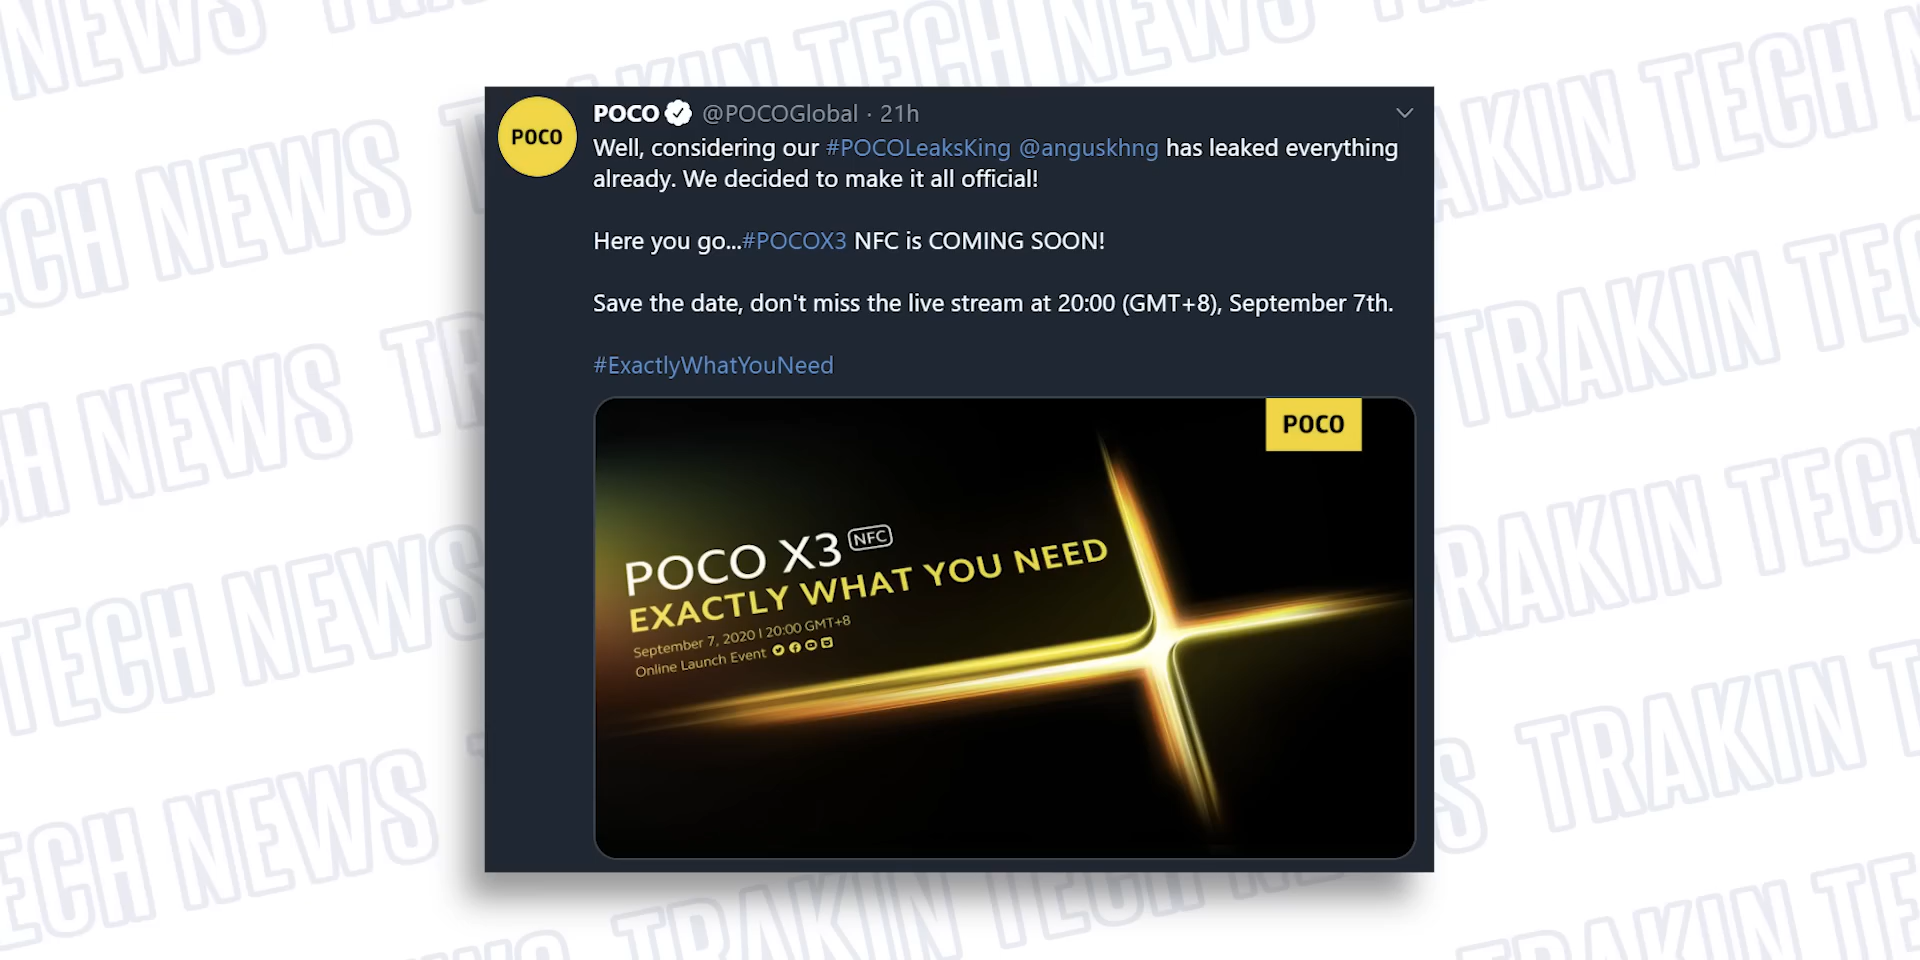 TRAKIN TECH NEWS
POCO @POCOGlobal · 21h
POCO
Well, considering our #POCOLeaksKing @anguskhng has leaked everything
already. We decided to make it all official!
Here you go...#POCOX3 NFC is COMING SOON!
Save the date, don't miss the live stream at 20:00 (GMT+8), September 7th.
#ExactlyWhatYouNeed
POCO
POCO X3 NFC
EXACTLY WHAT YOU NEED
September 7, 2020 | 20:00 GMT+8
Online Launch Event